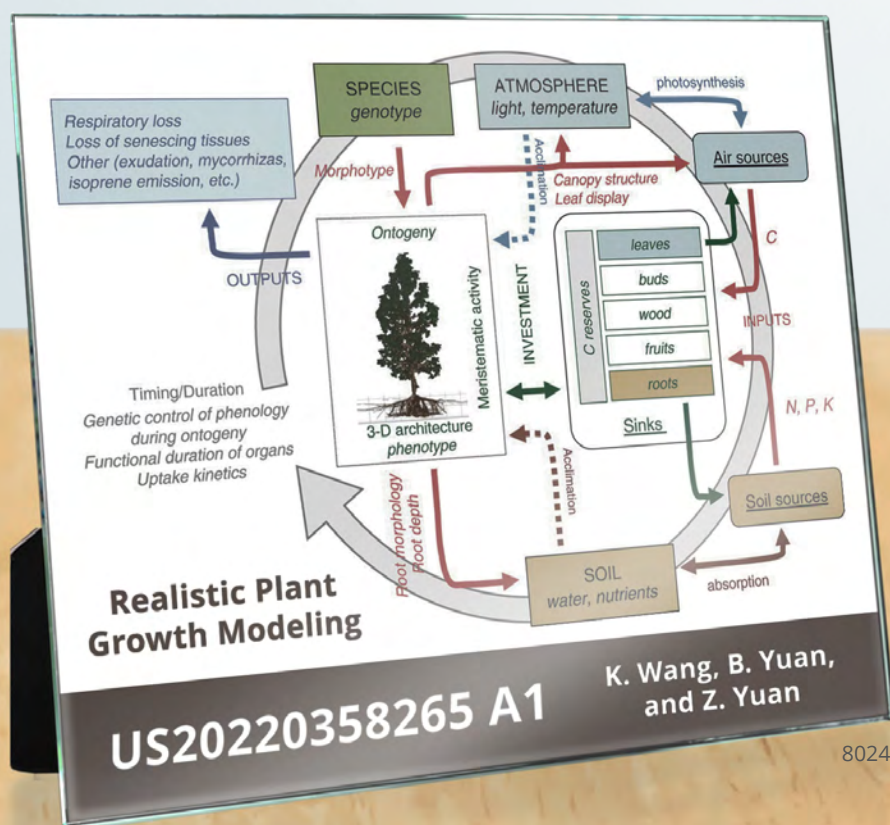 SPECIES
genotype
ATMOSPHERE
light, temperature
photosynthesis
Respiratory loss
Loss of senescing tissues
Other (exudation, mycorrhizas,
isoprene emission, etc.)
Morphotype
Acclimation
Canopy structure
Leaf display
Air sources
Ontogeny
Meristematic activity
3-D architecture
phenotype
OUTPUTS
INVESTMENT
C reserves
leaves
buds
wood
fruits
roots
Sinks
C
INPUTS
N, P, K
Timing/Duration
Genetic control of phenology
during ontogeny
Functional duration of organs
Uptake kinetics
Acclimation
Root morphology
Root depth
Soil sources
SOIL
water, nutrients
absorption
Realistic Plant
Growth Modeling
US20220358265 A1
K. Wang, B. Yuan,
and Z. Yuan
8024